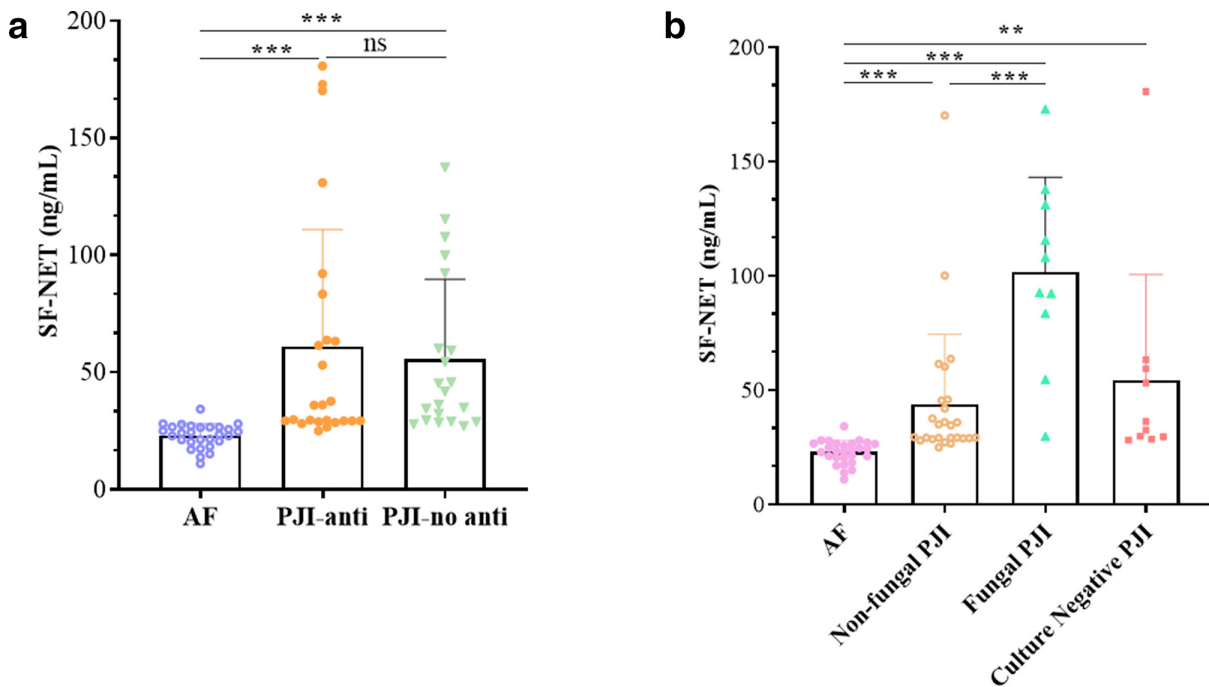 a
SF-NET (ng/mL)
200
150
100
50
0
***
***
ns
AF
PJI-anti
PJI-no anti
b
SF-NET (ng/mL)
200
150
100
50
0
**
***
***
***
AF
Non-fungal PJI
Fungal PJI
Culture Negative PJI